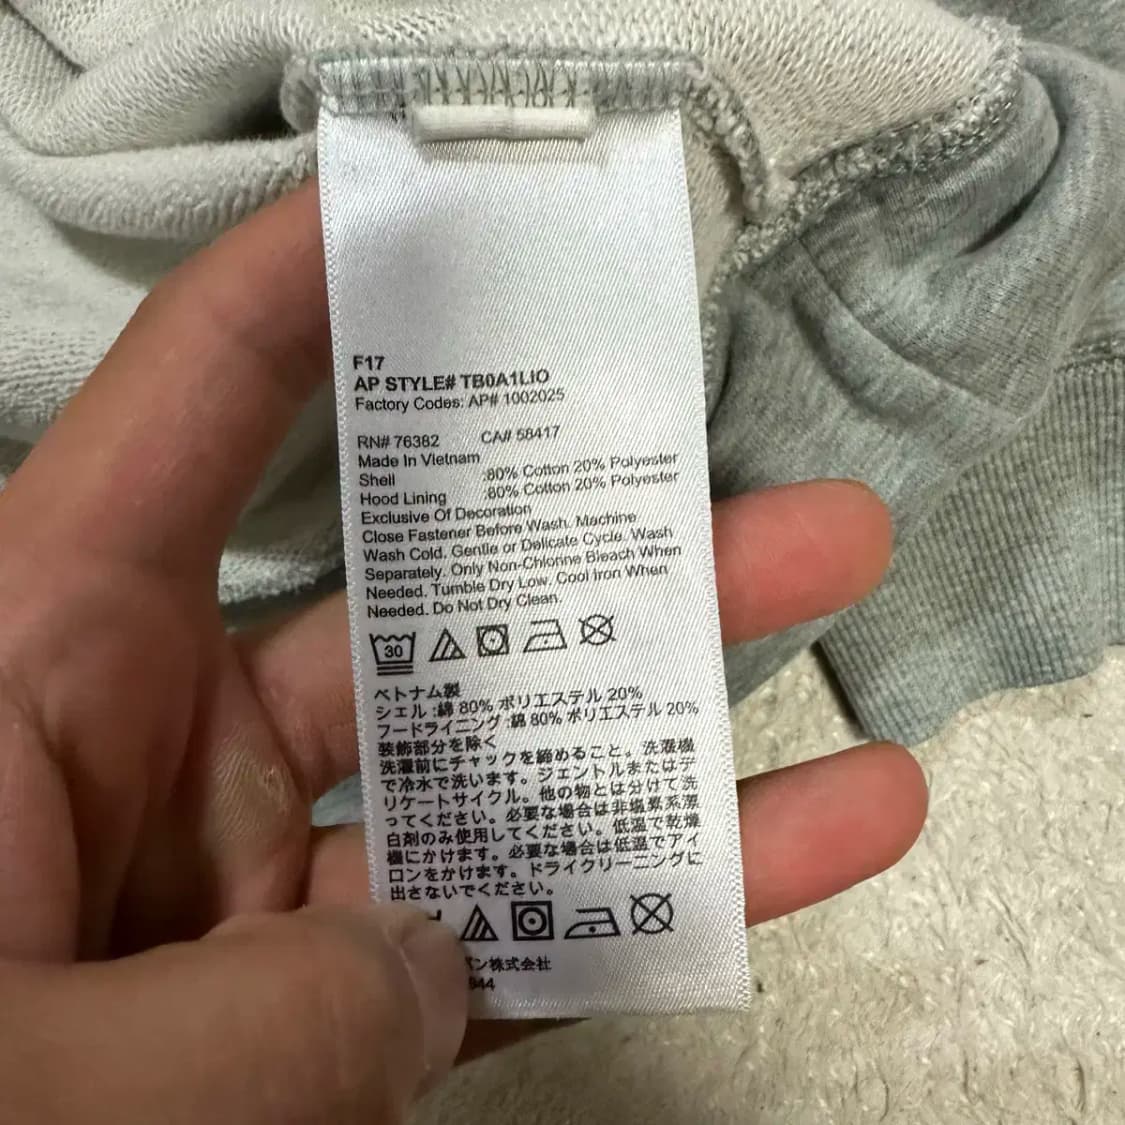 F17
AP STYLE# TB0A1LIO
Factory Codes: AP# 1002025
RN# 76382 CA# 58417
Made In Vietnam
Shell :80% Cotton 20% Polyester
Hood Lining :80% Cotton 20% Polyester
Exclusive Of Decoration
Close Fastener Before Wash. Machine
Wash Cold. Gentle or Delicate Cycle. Wash
Separately. Only Non-Chlorine Bleach When
Needed. Tumble Dry Low. Cool Iron When
Needed. Do Not Dry Clean.
30
ベトナム製
シェル :綿 80% ポリエステル 20%
フードライニング :綿 80% ポリエステル 20%
装飾部分を除く
洗濯前にチャックを締めること。洗濯機
で冷水で洗います。ジェントルまたはデ
リケートサイクル。他の物とは分けて洗
ってください。必要な場合は非塩素系漂
白剤のみ使用してください。低温で乾燥
機にかけます。必要な場合は低温でアイ
ロンをかけます。ドライクリーニングに
出さないでください。
パン株式会社
944